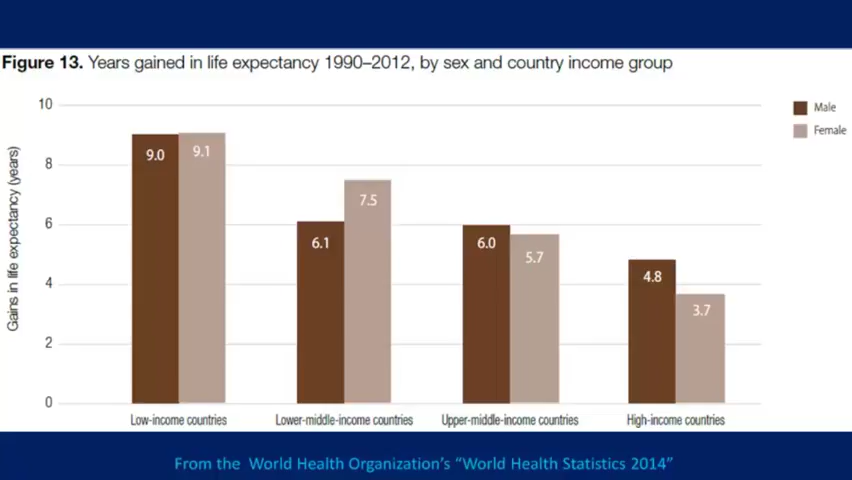 Figure 13. Years gained in life expectancy 1990–2012, by sex and country income group
Gains in life expectancy (years)
10
8
6
4
2
0
9.0
9.1
6.1
7.5
6.0
5.7
4.8
3.7
Male
Female
Low-income countries
Lower-middle-income countries
Upper-middle-income countries
High-income countries
From the World Health Organization's "World Health Statistics 2014"